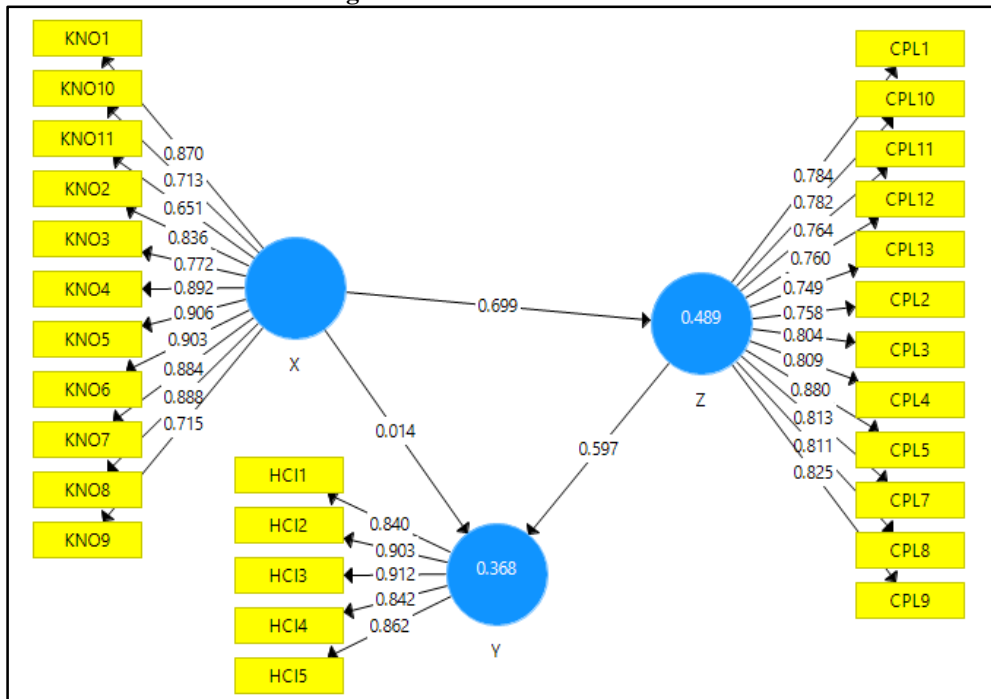 KNO1
KNO10
KNO11
KNO2
KNO3
KNO4
KNO5
KNO6
KNO7
KNO8
KNO9
0.870
0.713
0.651
0.836
0.772
0.892
0.906
0.903
0.884
0.888
0.715
X
0.699
0.014
0.597
0.489
Z
HCI1
HCI2
HCI3
HCI4
HCI5
0.840
0.903
0.912
0.842
0.862
0.368
Y
0.784
0.782
0.764
0.760
0.749
0.758
0.804
0.809
0.880
0.813
0.811
0.825
CPL1
CPL10
CPL11
CPL12
CPL13
CPL2
CPL3
CPL4
CPL5
CPL7
CPL8
CPL9